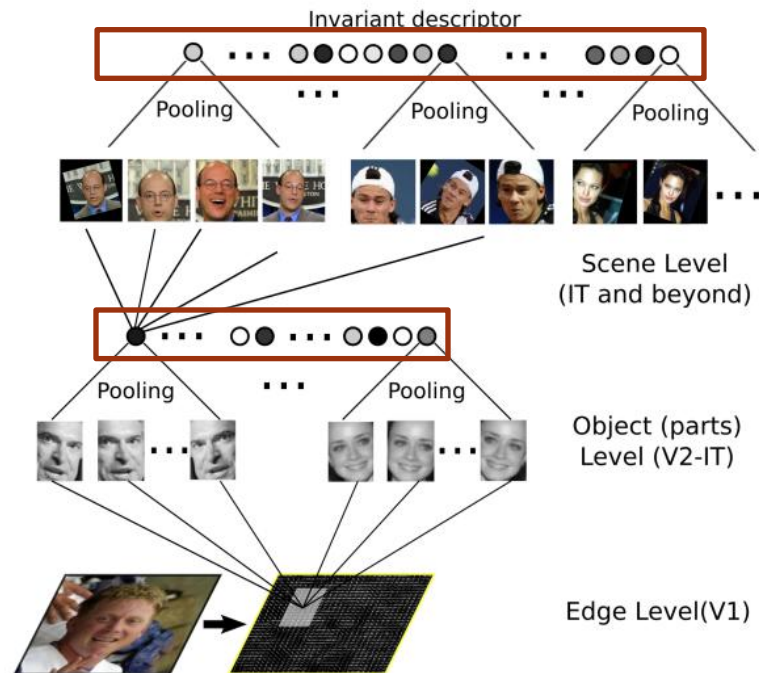 Invariant descriptor
Pooling
Pooling
Pooling
Scene Level
(IT and beyond)
Pooling
Pooling
Object (parts)
Level (V2-IT)
Edge Level(V1)